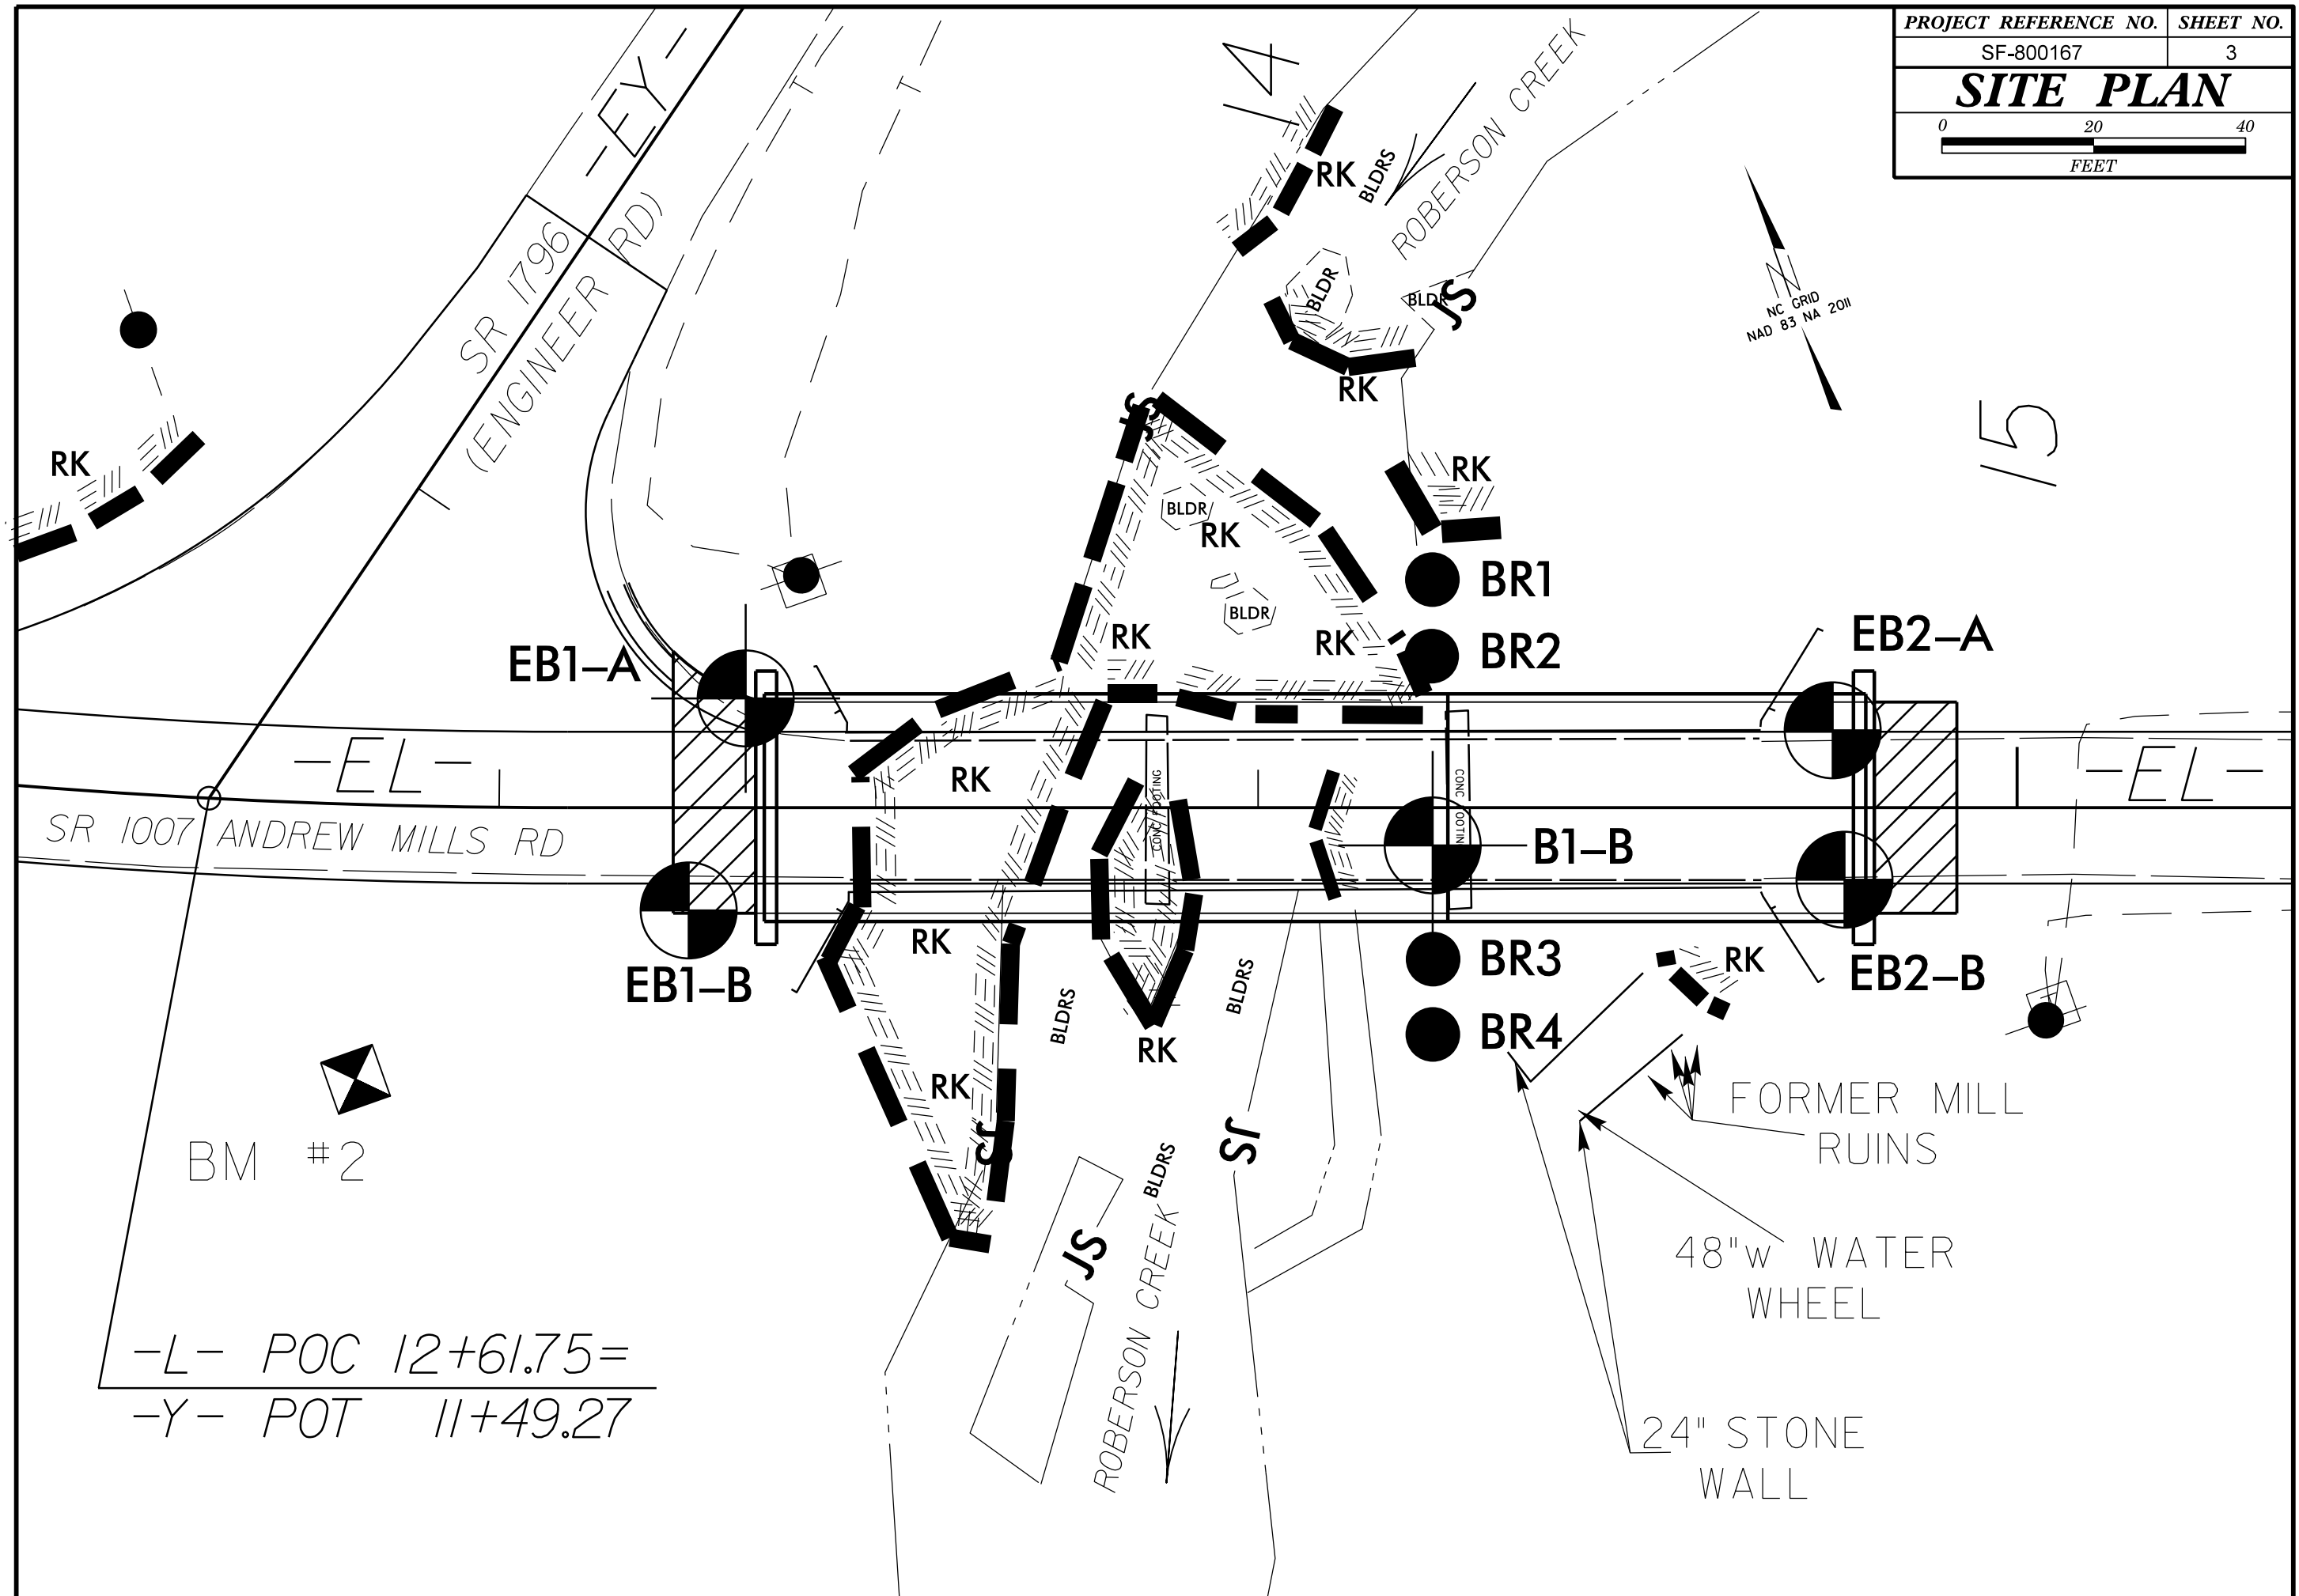 PROJECT REFERENCE NO. SHEET NO.
SF-800167 3
SITE PLAN
0 20 40
FEET
-EY-
14
ROBERSON CREEK
RK
BLDRS
BLDR
BLDR
JS
RK
NC GRID
NAD 83 NA 2011
SR 1796
(ENGINEER RD)
15
RK
JS
BLDR
RK
RK
BLDR
RK
RK
BR1
BR2
EB1-A
EB2-A
-EL-
RK
CONC FOOTING
CONC FOOTIN
-EL-
SR 1007 ANDREW MILLS RD
B1-B
EB1-B
RK
BLDRS
BLDRS
BR3
RK
EB2-B
BR4
RK
RK
BM #2
JS
JS
BLDRS
JS
ROBERSON CREEK
FORMER MILL
RUINS
48"W WATER
WHEEL
24" STONE
WALL
-L- POC 12+61.75=
-Y- POT 11+49.27